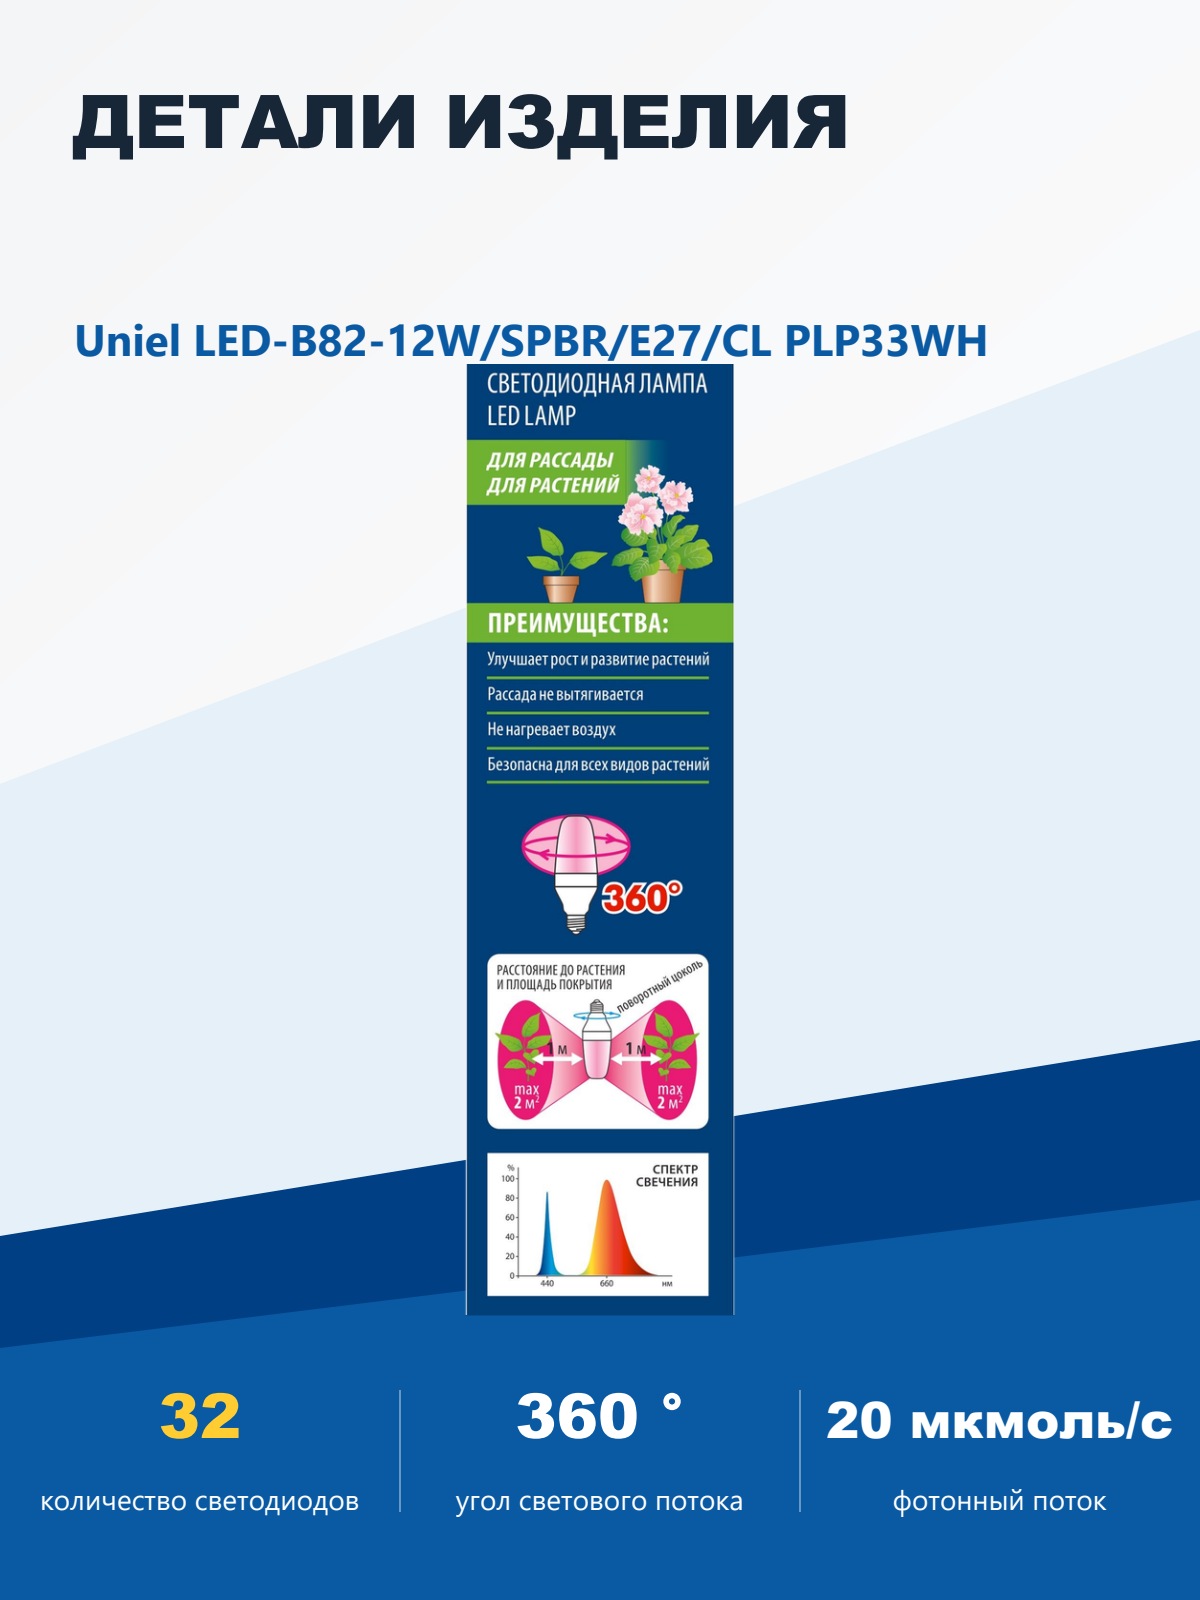 ДЕТАЛИ ИЗДЕЛИЯ
Uniel LED-B82-12W/SPBR/E27/CL PLP33WH
СВЕТОДИОДНАЯ ЛАМПА
LED LAMP
ДЛЯ РАССАДЫ
ДЛЯ РАСТЕНИЙ
ПРЕИМУЩЕСТВА:
Улучшает рост и развитие растений
Рассада не вытягивается
Не нагревает воздух
Безопасна для всех видов растений
360°
РАССТОЯНИЕ ДО РАСТЕНИЯ
И ПЛОЩАДЬ ПОКРЫТИЯ
поворотный цоколь
1 м
1 м
max
2 м²
max
2 м²
СПЕКТР
СВЕЧЕНИЯ
%
100
80
60
40
20
0
440
660
нм
32
количество светодиодов
360 °
угол светового потока
20 мкмоль/с
фотонный поток